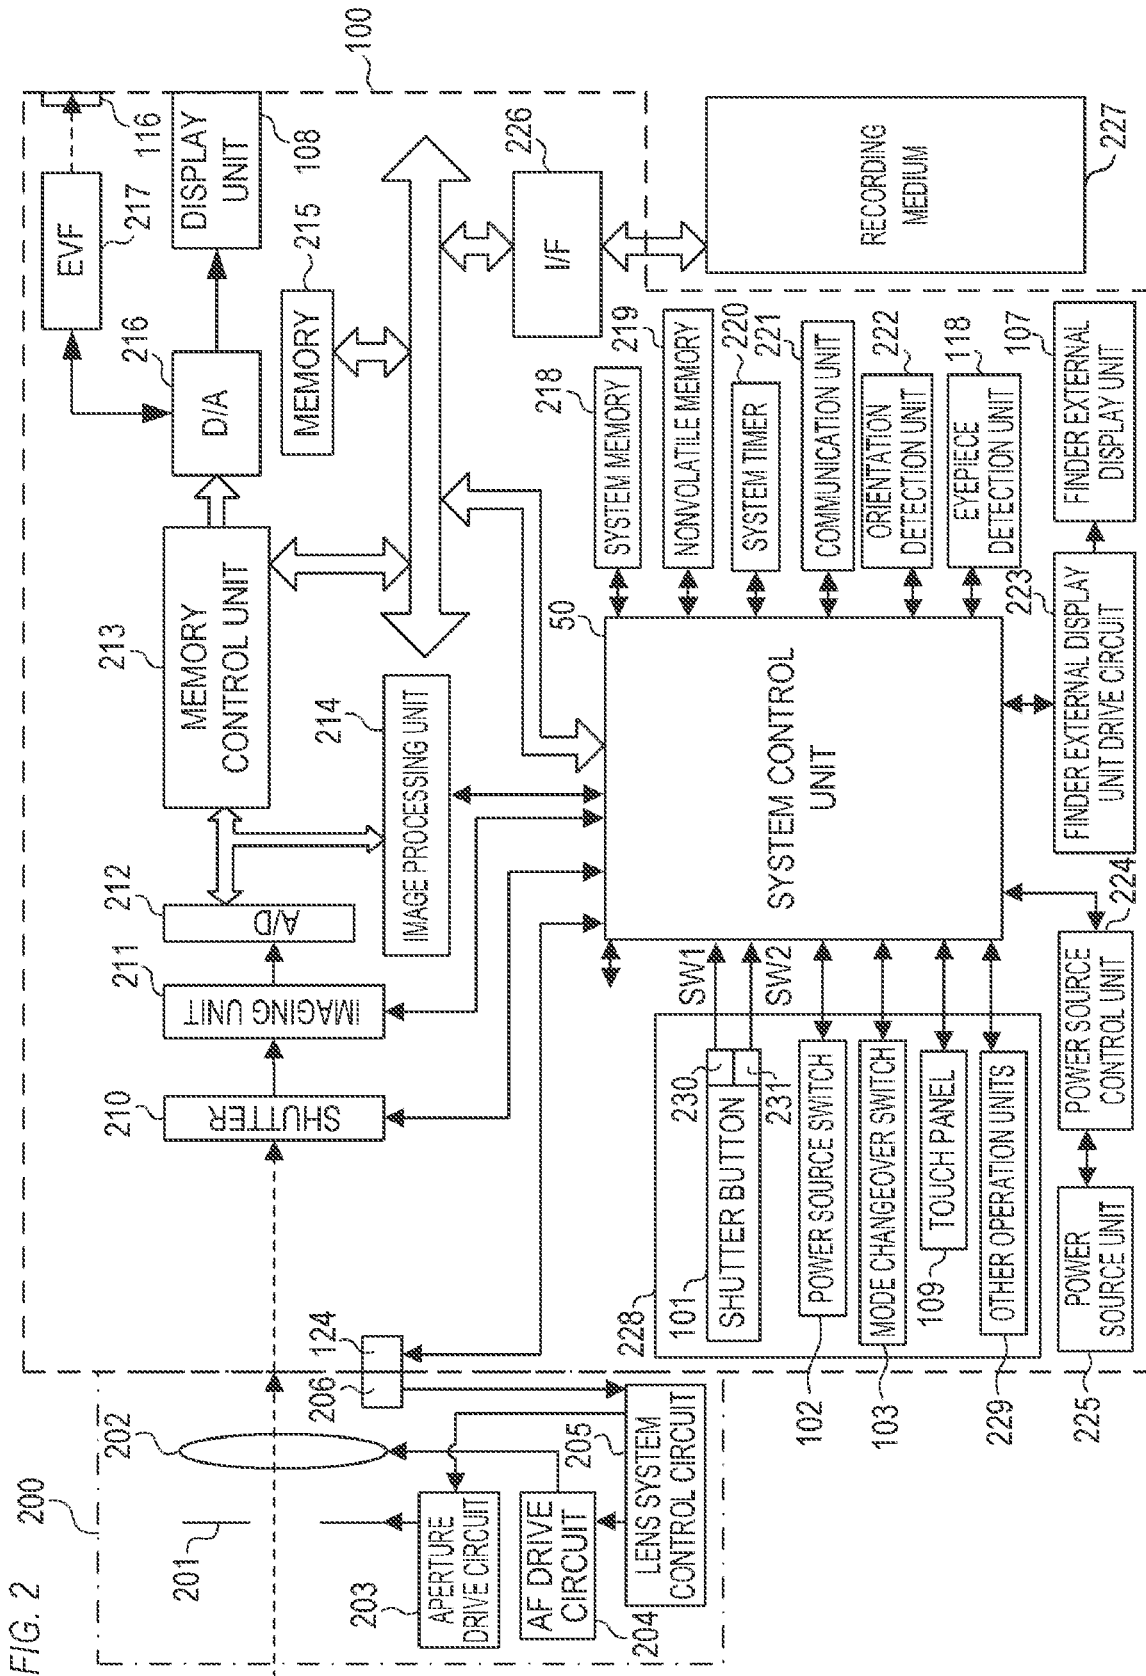 FIG. 2
200
201
202
203
APERTURE
DRIVE CIRCUIT
AF DRIVE
CIRCUIT
204
205
LENS SYSTEM
CONTROL CIRCUIT
206
124
210
SHUTTER
211
IMAGING UNIT
212
A/D
213
MEMORY
CONTROL UNIT
214
IMAGE PROCESSING UNIT
216
D/A
EVF
217
116
DISPLAY
UNIT
108
MEMORY
215
100
I/F
226
RECORDING
MEDIUM
227
50
SYSTEM CONTROL
UNIT
SYSTEM MEMORY
218
NONVOLATILE MEMORY
219
SYSTEM TIMER
220
COMMUNICATION UNIT
221
ORIENTATION
DETECTION UNIT
222
EYEPIECE
DETECTION UNIT
118
228
101
SHUTTER BUTTON
230
231
SW1
SW2
POWER SOURCE SWITCH
102
MODE CHANGEOVER SWITCH
103
TOUCH PANEL
109
OTHER OPERATION UNITS
229
POWER
SOURCE UNIT
225
POWER SOURCE
CONTROL UNIT
224
FINDER EXTERNAL DISPLAY
UNIT DRIVE CIRCUIT
223
FINDER EXTERNAL
DISPLAY UNIT
107